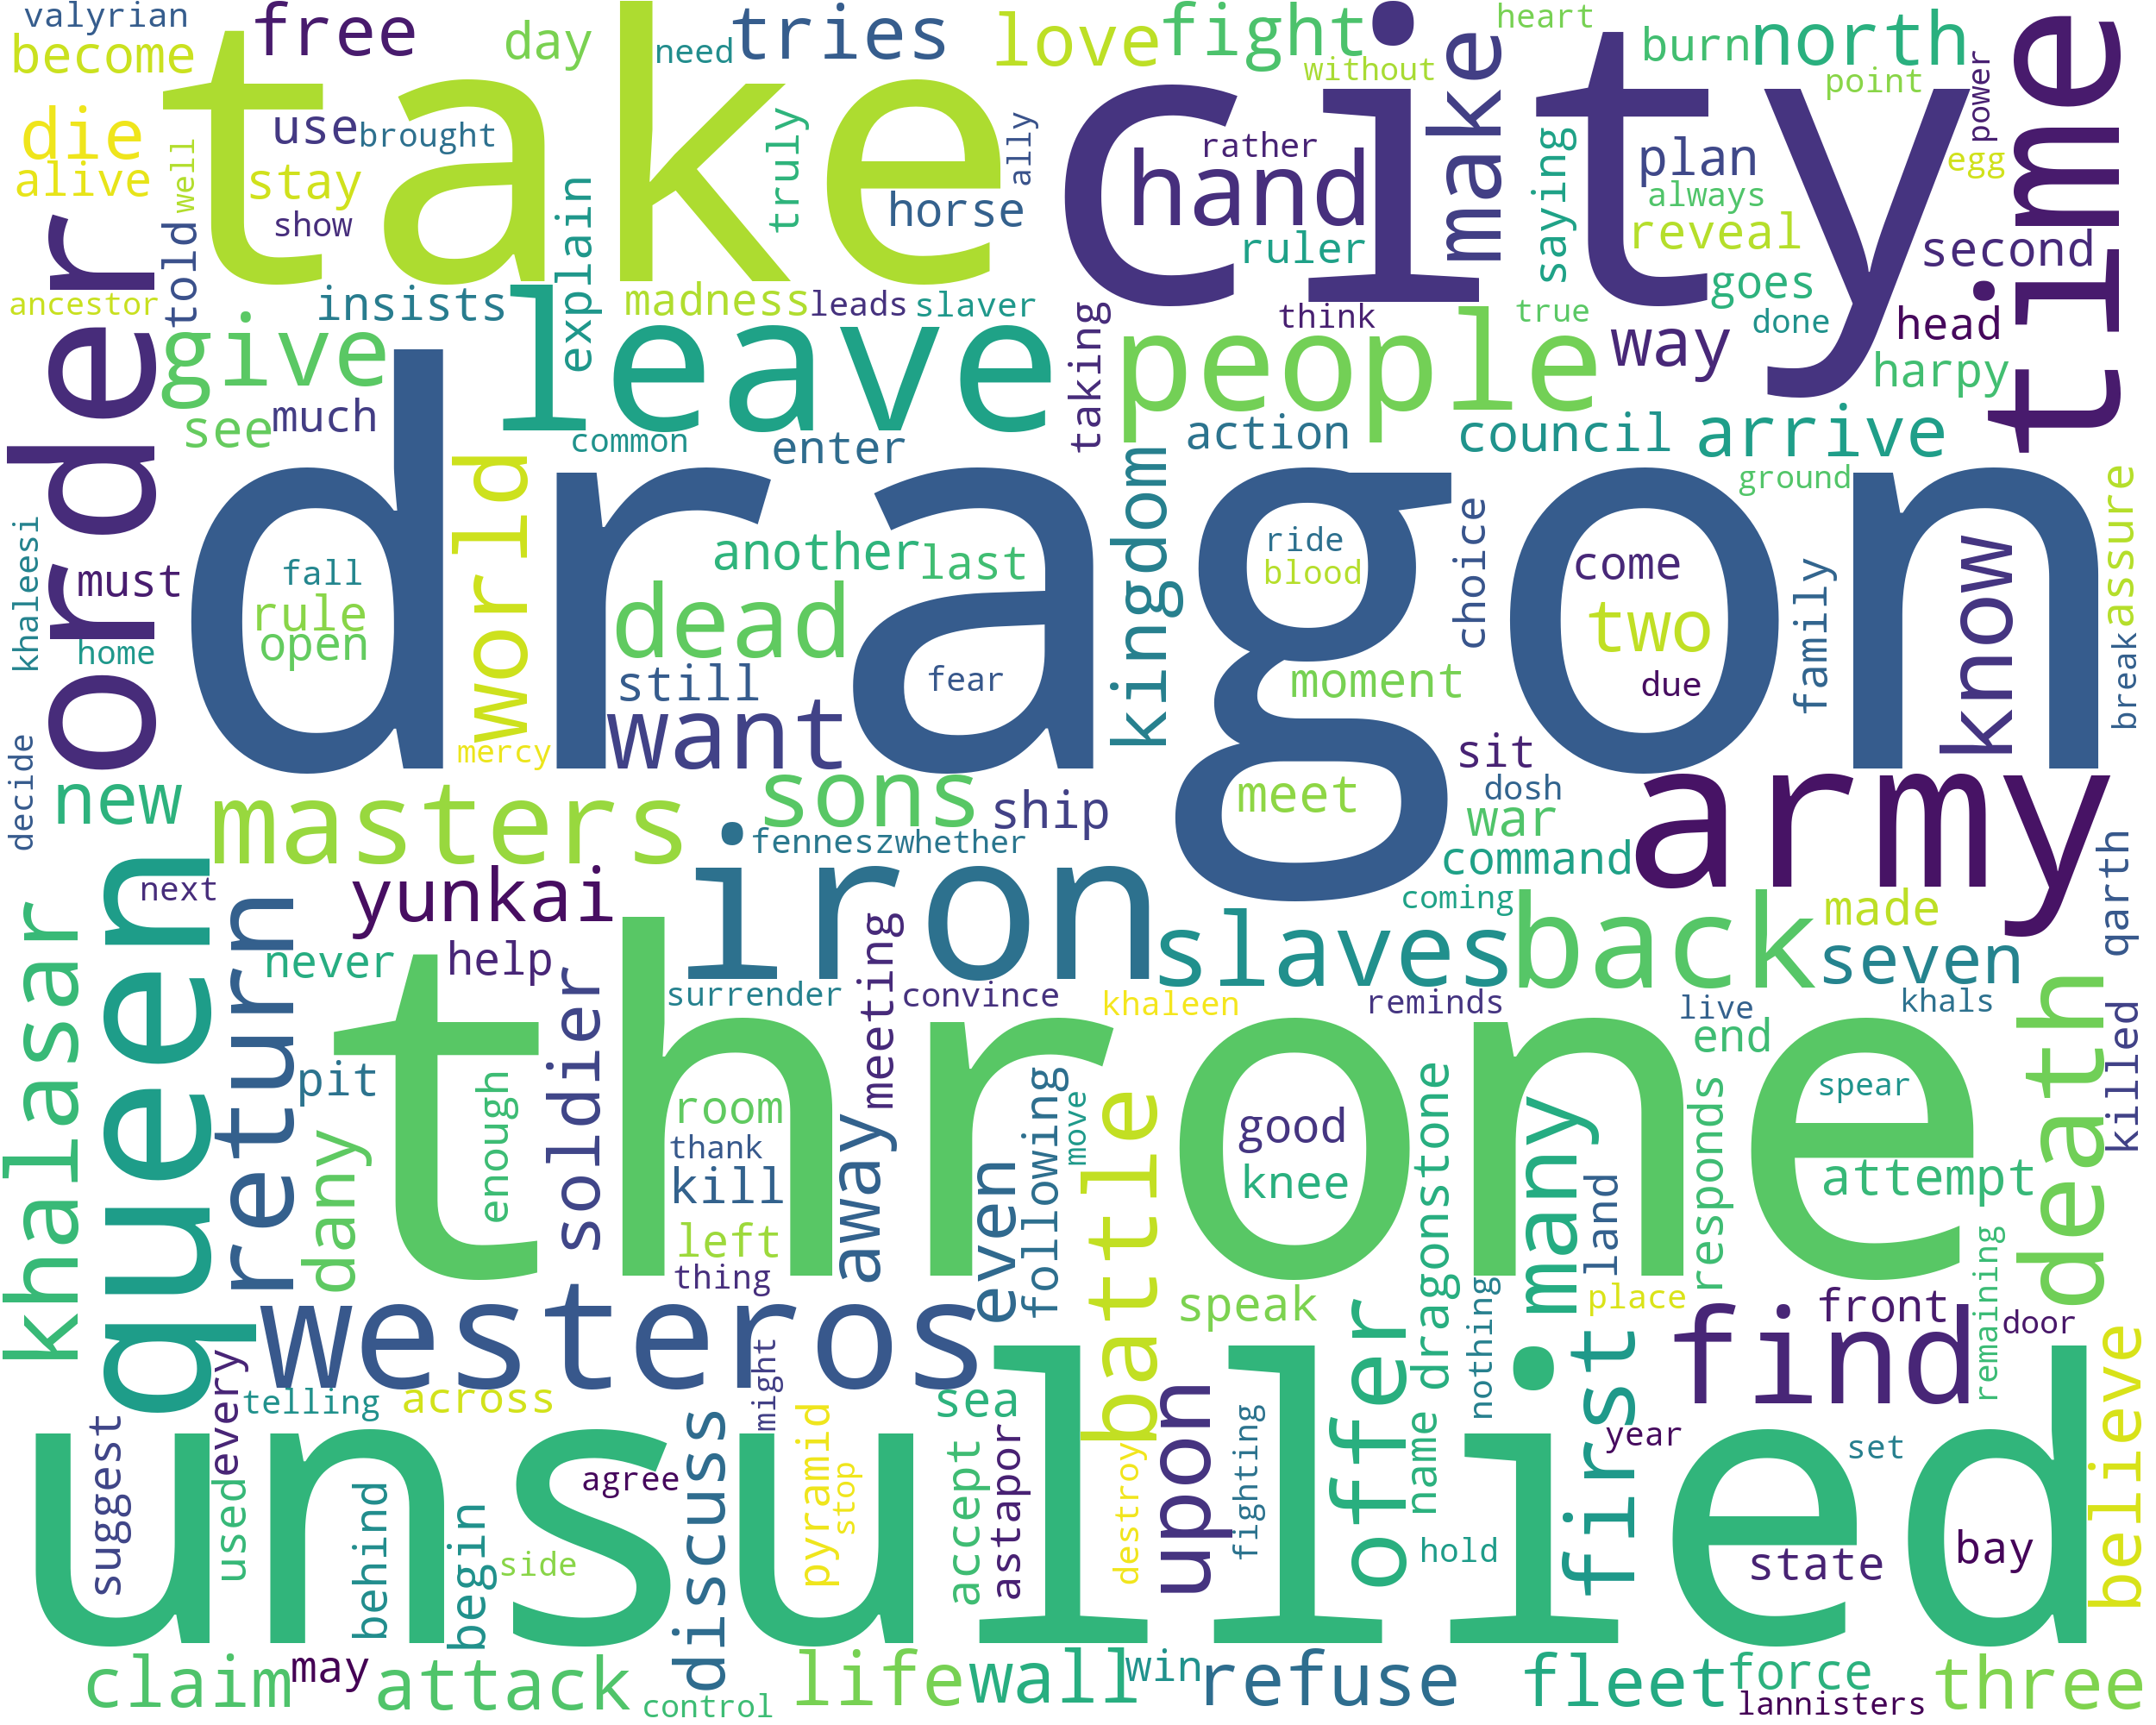 valyrian free day need tries love fight heart burn north
become take without point power time
die use brought truly ally city rather hand make saying plan egg
alive well stay horse always
show told ruler reveal second
ancestor insists leave explain madness leads slaver taking think true goes done head
order give people way harpy
see much common enter action council arrive
dragon world kingdom choice ground assure
khaleesi must fall another last ride come know
rule dead blood two family
home open still fear moment due break
decide mercy want sit
new masters sons ship meet dosh army
fennesz whether war command
next yunkai iron coming back made qarth
khalasar queen return never help meeting slaves seven
soldier surrender convince khaleen reminds live khals death killed
pit throne away following move battle dragonstone many end
dany enough room good responds spear
thank knee land attempt
kill
left even nothing remaining
thing speak offer place front door
westeros upon first find believe
telling across might sea
suggest used every unsullied discuss pyramid accept astapor destroy fighting name year set
behind begin agree stop hold state bay
side
claim may attack control life wall win refuse fleet force lannisters three